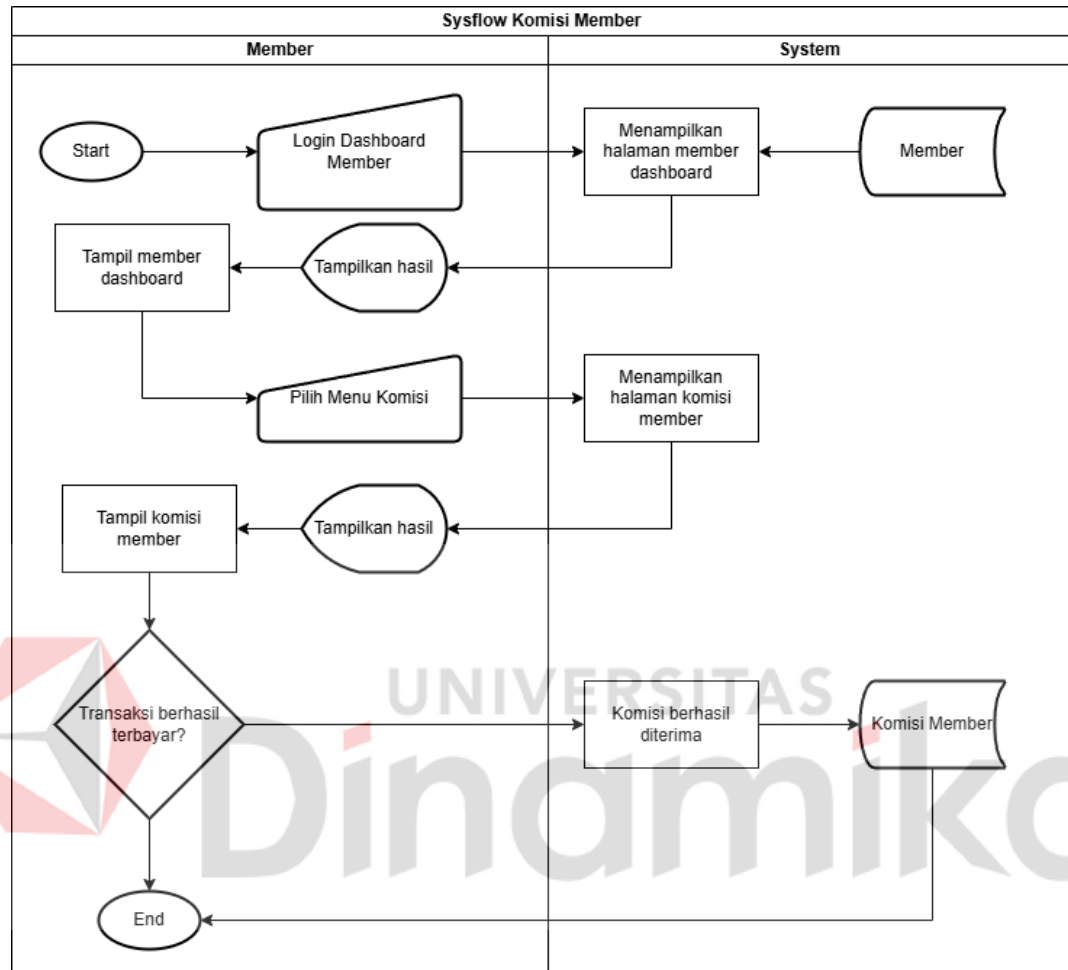 Sysflow Komisi Member
Member
System
Start
Login Dashboard
Member
Menampilkan
halaman member
dashboard
Member
Tampil member
dashboard
Tampilkan hasil
Pilih Menu Komisi
Menampilkan
halaman komisi
member
Tampil komisi
member
Tampilkan hasil
UNIVERSITAS
Dinamika
Transaksi berhasil
terbayar?
Komisi berhasil
diterima
Komisi Member
End